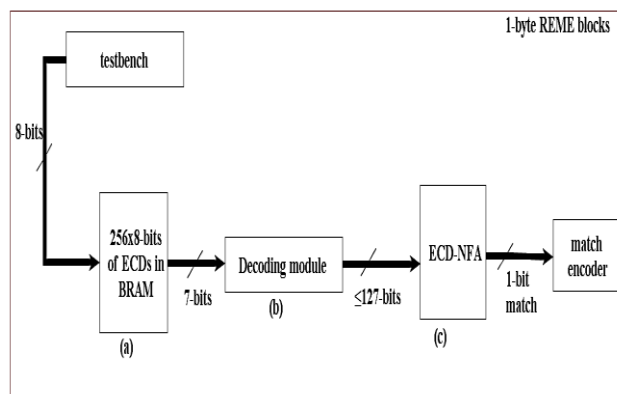 1-byte REME blocks
testbench
8-bits
256x8-bits
of ECDs in
BRAM
7-bits
Decoding module
≤127-bits
ECD-NFA
1-bit
match
match
encoder
(a)
(b)
(c)